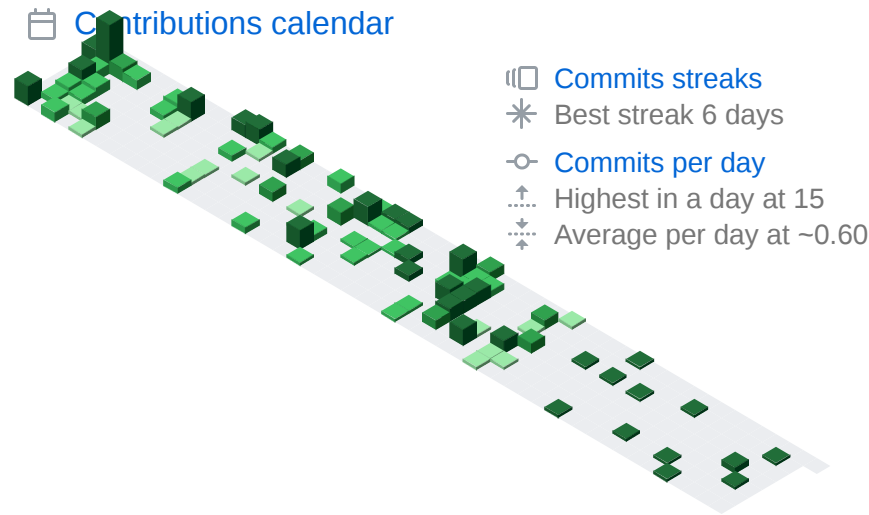 Contributions calendar
Commits streaks
Best streak 6 days
Commits per day
Highest in a day at 15
Average per day at ~0.60